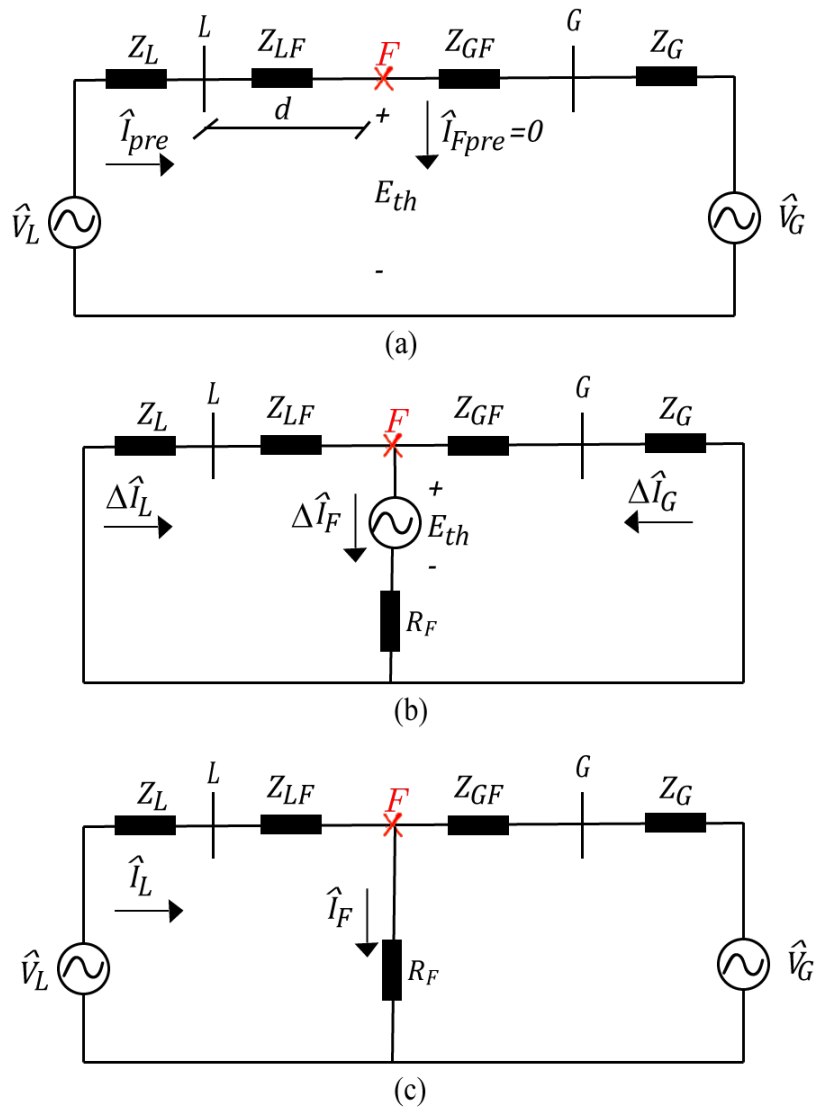 Z_L L Z_LF F Z_GF G Z_G
Î_pre d + Î_Fpre=0
V̂_L E_th V̂_G
-
(a)
Z_L L Z_LF F Z_GF G Z_G
ΔÎ_L ΔÎ_F + E_th - ΔÎ_G
R_F
(b)
Z_L L Z_LF F Z_GF G Z_G
Î_L Î_F
V̂_L R_F V̂_G
(c)